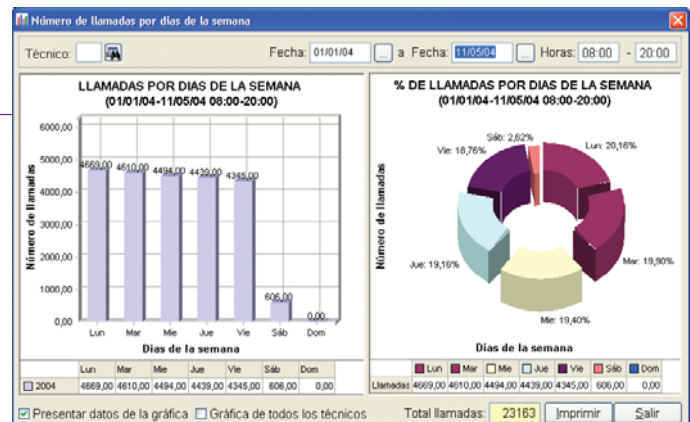 Número de llamadas por dias de la semana
Técnico: Fecha: 01/01/04 ... a Fecha: 11/05/04 ... Horas: 08:00 - 20:00
LLAMADAS POR DIAS DE LA SEMANA
(01/01/04-11/05/04 08:00-20:00)
Número de llamadas
6000,00
5000,00
4000,00
3000,00
2000,00
1000,00
0,00
4669,00 4610,00 4494,00 4439,00 4345,00 606,00 0,00
Lun Mar Mie Jue Vie Sáb Dom
Dias de la semana
Lun Mar Mie Jue Vie Sáb Dom
2004 4669,00 4610,00 4494,00 4439,00 4345,00 606,00 0,00
% DE LLAMADAS POR DIAS DE LA SEMANA
(01/01/04-11/05/04 08:00-20:00)
Número de llamadas
Sáb: 2,62%
Vie: 18,76%
Lun: 20,16%
Jue: 19,16%
Mar: 19,90%
Mie: 19,40%
Dias de la semana
Lun Mar Mie Jue Vie Sáb Dom
Llamadas 4669,00 4610,00 4494,00 4439,00 4345,00 606,00 0,00
Presentar datos de la gráfica Gráfica de todos los técnicos Total llamadas: 23163 Imprimir Salir